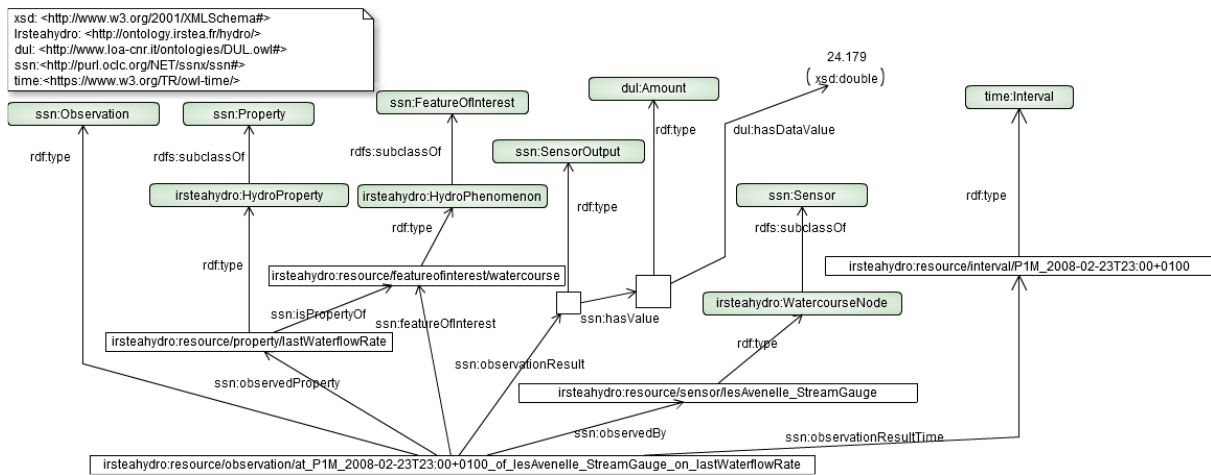 xsd: <http://www.w3.org/2001/XMLSchema#>
Irsteahydro: <http://ontology.irstea.fr/hydro/>
dul: <http://www.loa-cnr.it/ontologies/DUL.owl#>
ssn:<http://purl.oclc.org/NET/ssnx/ssn#>
time:<https://www.w3.org/TR/owl-time/>
24.179
( xsd:double )
dul:Amount
ssn:FeatureOfInterest
time:Interval
ssn:Observation
ssn:Property
rdf:type
dul:hasDataValue
ssn:SensorOutput
rdf:type
rdfs:subclassOf
rdfs:subclassOf
rdf:type
irsteahydro:HydroProperty
irsteahydro:HydroPhenomenon
ssn:Sensor
rdf:type
rdf:type
rdfs:subclassOf
rdf:type
irsteahydro:resource/interval/P1M_2008-02-23T23:00+0100
irsteahydro:resource/featureofinterest/watercourse
irsteahydro:WatercourseNode
ssn:isPropertyOf
ssn:featureOfInterest
ssn:hasValue
irsteahydro:resource/property/lastWaterflowRate
rdf:type
ssn:observationResult
ssn:observedProperty
irsteahydro:resource/sensor/lesAvenelle_StreamGauge
ssn:observedBy
ssn:observationResultTime
irsteahydro:resource/observation/at_P1M_2008-02-23T23:00+0100_of_lesAvenelle_StreamGauge_on_lastWaterflowRate